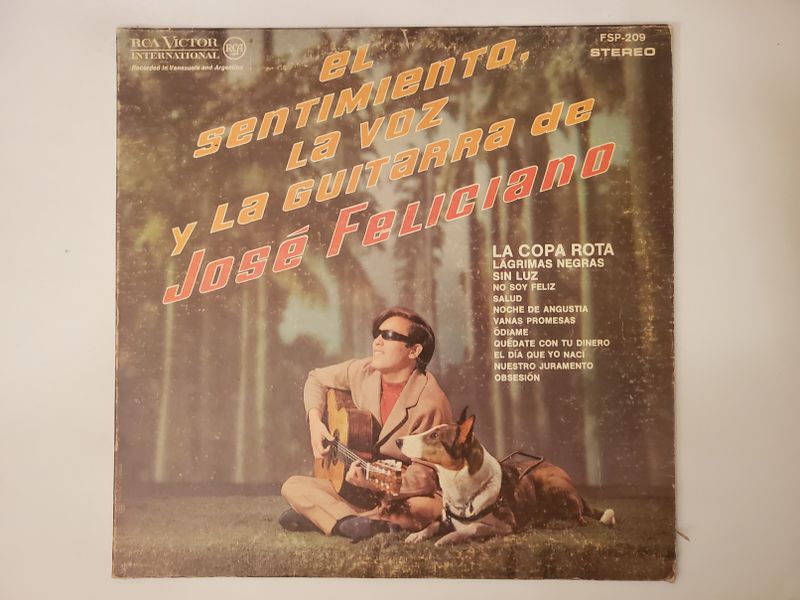 RCA VICTOR
INTERNATIONAL
RCA
Recorded in Venezuela and Argentina
FSP-209
STEREO
EL
SENTIMIENTO,
LA VOZ
Y LA GUITARRA de
JOSÉ FELICIANO
LA COPA ROTA
LÁGRIMAS NEGRAS
SIN LUZ
NO SOY FELIZ
SALUD
NOCHE DE ANGUSTIA
VANAS PROMESAS
ÓDIAME
QUÉDATE CON TU DINERO
EL DÍA QUE YO NACÍ
NUESTRO JURAMENTO
OBSESIÓN